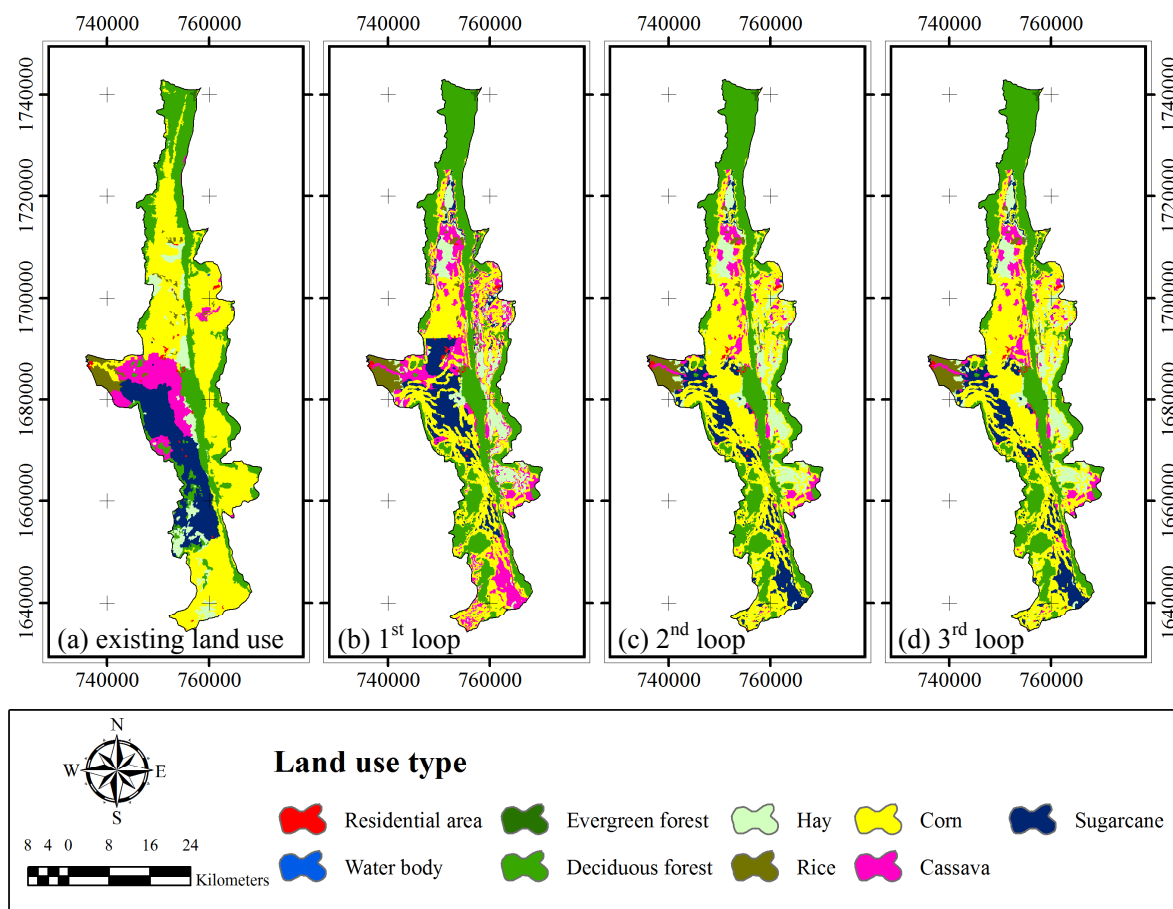 740000 760000 740000 760000 740000 760000 740000 760000
1740000 1740000
1720000 1720000
1700000 1700000
1680000 1680000
1660000 1660000
1640000 1640000
(a) existing land use (b) 1st loop (c) 2nd loop (d) 3rd loop
740000 760000 740000 760000 740000 760000 740000 760000
N
W E
S
8 4 0 8 16 24
Kilometers
Land use type
Residential area Evergreen forest Hay Corn Sugarcane
Water body Deciduous forest Rice Cassava